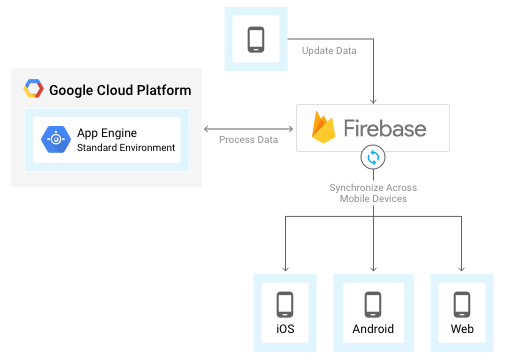 Update Data
Google Cloud Platform
App Engine
Standard Environment
Process Data
Firebase
Synchronize Across
Mobile Devices
iOS
Android
Web